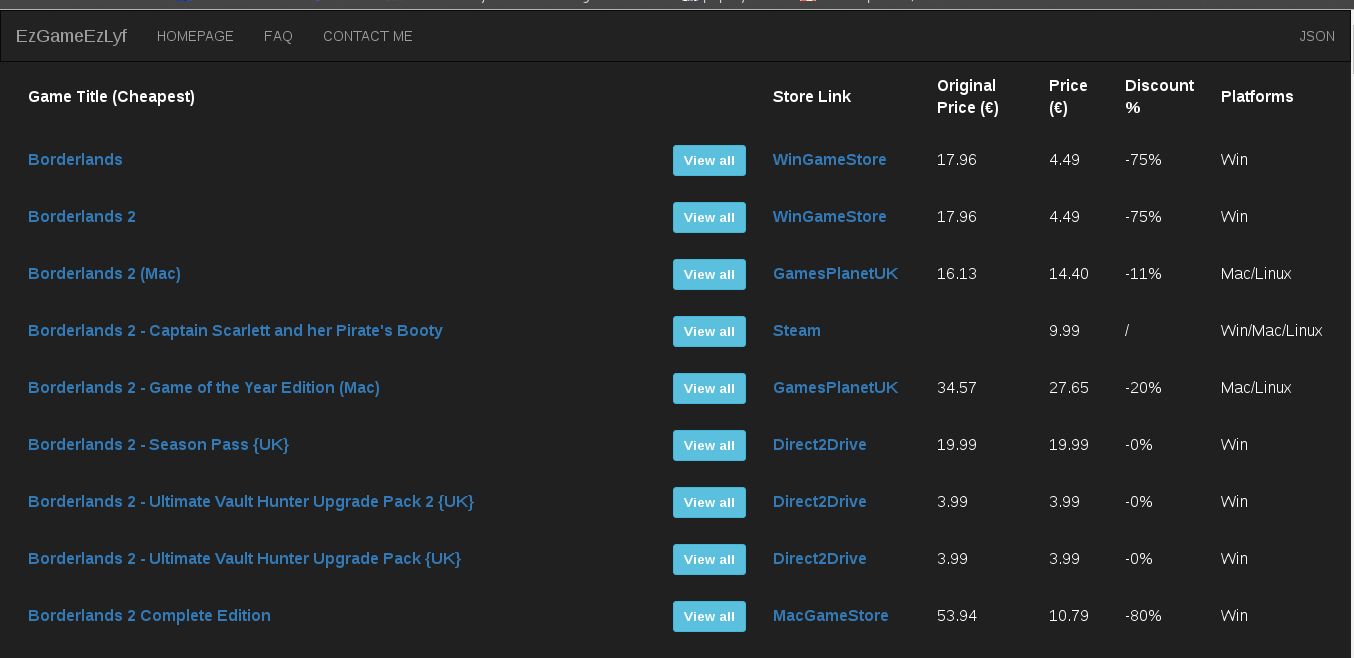 EzGameEzLyf HOMEPAGE FAQ CONTACT ME JSON
Game Title (Cheapest) Store Link Original Price (€) Price (€) Discount % Platforms
Borderlands View all WinGameStore 17.96 4.49 -75% Win
Borderlands 2 View all WinGameStore 17.96 4.49 -75% Win
Borderlands 2 (Mac) View all GamesPlanetUK 16.13 14.40 -11% Mac/Linux
Borderlands 2 - Captain Scarlett and her Pirate's Booty View all Steam 9.99 / Win/Mac/Linux
Borderlands 2 - Game of the Year Edition (Mac) View all GamesPlanetUK 34.57 27.65 -20% Mac/Linux
Borderlands 2 - Season Pass {UK} View all Direct2Drive 19.99 19.99 -0% Win
Borderlands 2 - Ultimate Vault Hunter Upgrade Pack 2 {UK} View all Direct2Drive 3.99 3.99 -0% Win
Borderlands 2 - Ultimate Vault Hunter Upgrade Pack {UK} View all Direct2Drive 3.99 3.99 -0% Win
Borderlands 2 Complete Edition View all MacGameStore 53.94 10.79 -80% Win